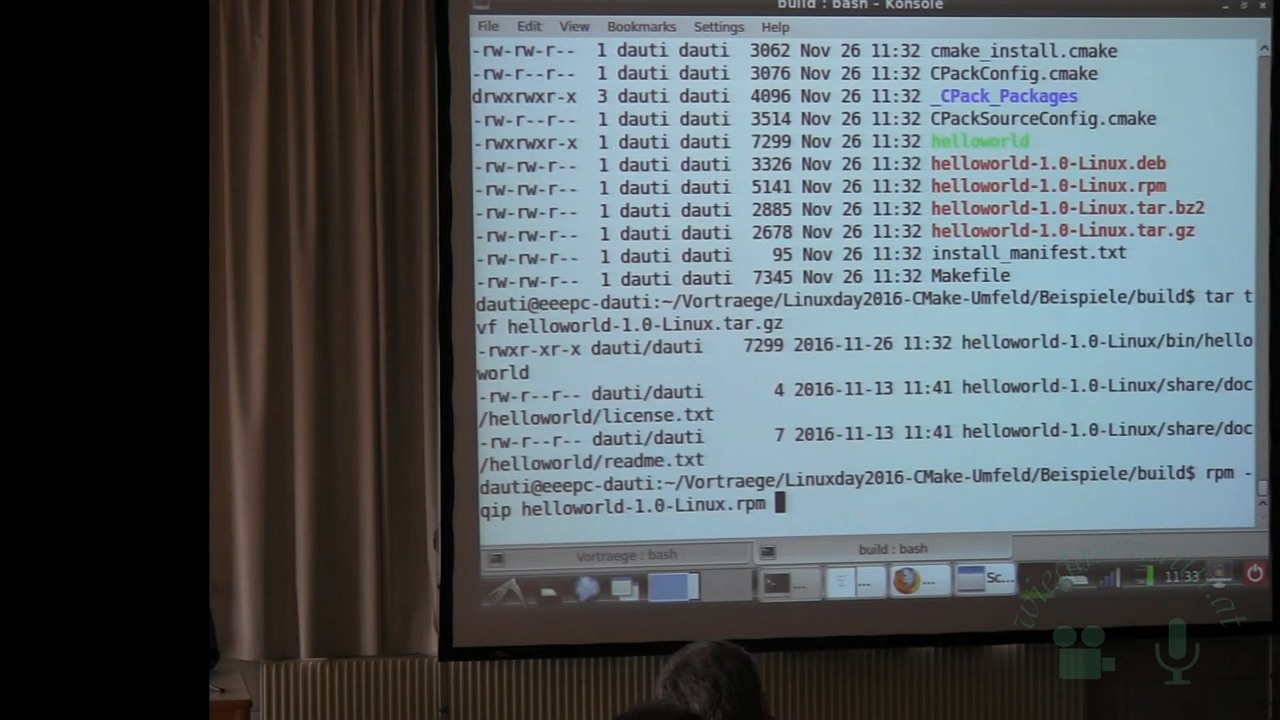 build : bash - Konsole
File Edit View Bookmarks Settings Help
-rw-rw-r-- 1 dauti dauti 3062 Nov 26 11:32 cmake_install.cmake
-rw-r--r-- 1 dauti dauti 3076 Nov 26 11:32 CPackConfig.cmake
drwxrwxr-x 3 dauti dauti 4096 Nov 26 11:32 _CPack_Packages
-rw-r--r-- 1 dauti dauti 3514 Nov 26 11:32 CPackSourceConfig.cmake
-rwxrwxr-x 1 dauti dauti 7299 Nov 26 11:32 helloworld
-rw-rw-r-- 1 dauti dauti 3326 Nov 26 11:32 helloworld-1.0-Linux.deb
-rw-rw-r-- 1 dauti dauti 5141 Nov 26 11:32 helloworld-1.0-Linux.rpm
-rw-rw-r-- 1 dauti dauti 2885 Nov 26 11:32 helloworld-1.0-Linux.tar.bz2
-rw-rw-r-- 1 dauti dauti 2678 Nov 26 11:32 helloworld-1.0-Linux.tar.gz
-rw-rw-r-- 1 dauti dauti 95 Nov 26 11:32 install_manifest.txt
-rw-rw-r-- 1 dauti dauti 7345 Nov 26 11:32 Makefile
dauti@eeepc-dauti:~/Vortraege/Linuxday2016-CMake-Umfeld/Beispiele/build$ tar t
vf helloworld-1.0-Linux.tar.gz
-rwxr-xr-x dauti/dauti 7299 2016-11-26 11:32 helloworld-1.0-Linux/bin/hello
world
-rw-r--r-- dauti/dauti 4 2016-11-13 11:41 helloworld-1.0-Linux/share/doc
/helloworld/license.txt
-rw-r--r-- dauti/dauti 7 2016-11-13 11:41 helloworld-1.0-Linux/share/doc
/helloworld/readme.txt
dauti@eeepc-dauti:~/Vortraege/Linuxday2016-CMake-Umfeld/Beispiele/build$ rpm -
qip helloworld-1.0-Linux.rpm
Vortraege : bash build : bash
... ... ... Sc... 11:33